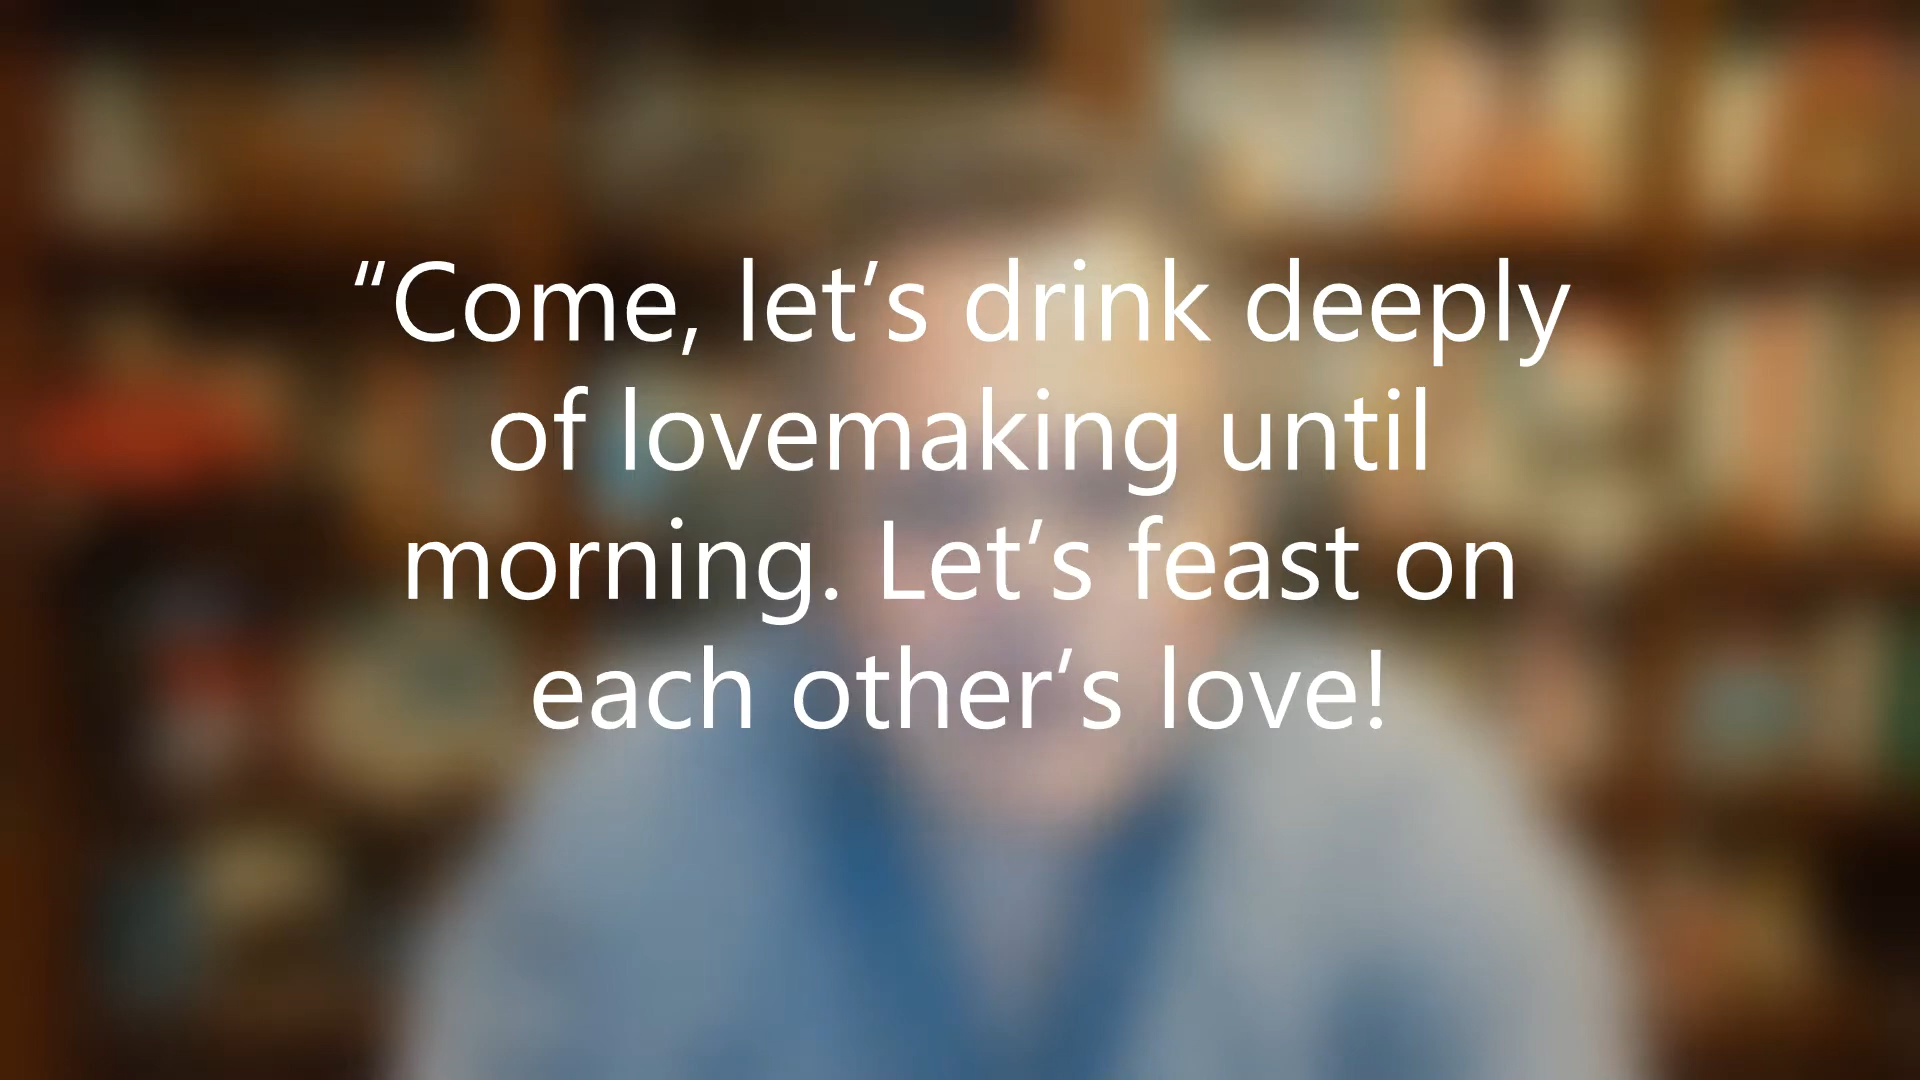 “Come, let’s drink deeply
of lovemaking until
morning. Let’s feast on
each other’s love!